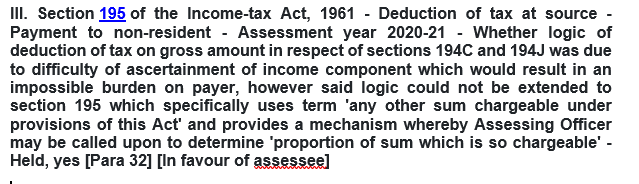 III. Section 195 of the Income-tax Act, 1961 - Deduction of tax at source -
Payment to non-resident - Assessment year 2020-21 - Whether logic of
deduction of tax on gross amount in respect of sections 194C and 194J was due
to difficulty of ascertainment of income component which would result in an
impossible burden on payer, however said logic could not be extended to
section 195 which specifically uses term 'any other sum chargeable under
provisions of this Act' and provides a mechanism whereby Assessing Officer
may be called upon to determine 'proportion of sum which is so chargeable' -
Held, yes [Para 32] [In favour of assessee]